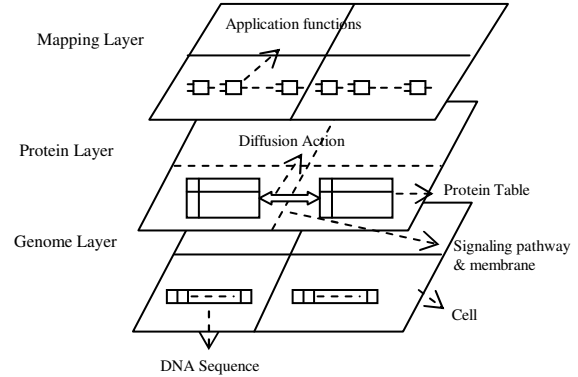 Application functions
Mapping Layer
Diffusion Action
Protein Layer
Protein Table
Genome Layer
Signaling pathway
& membrane
Cell
DNA Sequence